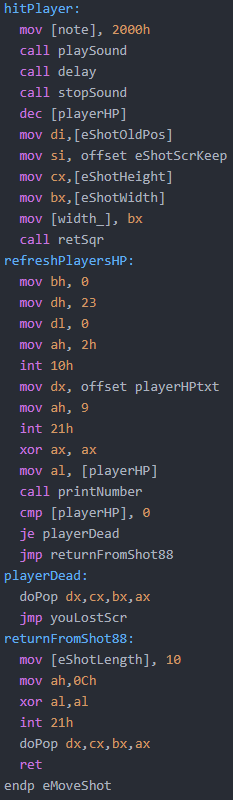 hitPlayer:
mov [note], 2000h
call playSound
call delay
call stopSound
dec [playerHP]
mov di,[eShotOldPos]
mov si, offset eShotScrKeep
mov cx,[eShotHeight]
mov bx,[eShotWidth]
mov [width_], bx
call retSqr
refreshPlayersHP:
mov bh, 0
mov dh, 23
mov dl, 0
mov ah, 2h
int 10h
mov dx, offset playerHPtxt
mov ah, 9
int 21h
xor ax, ax
mov al, [playerHP]
call printNumber
cmp [playerHP], 0
je playerDead
jmp returnFromShot88
playerDead:
doPop dx,cx,bx,ax
jmp youLostScr
returnFromShot88:
mov [eShotLength], 10
mov ah,0Ch
xor al,al
int 21h
doPop dx,cx,bx,ax
ret
endp eMoveShot